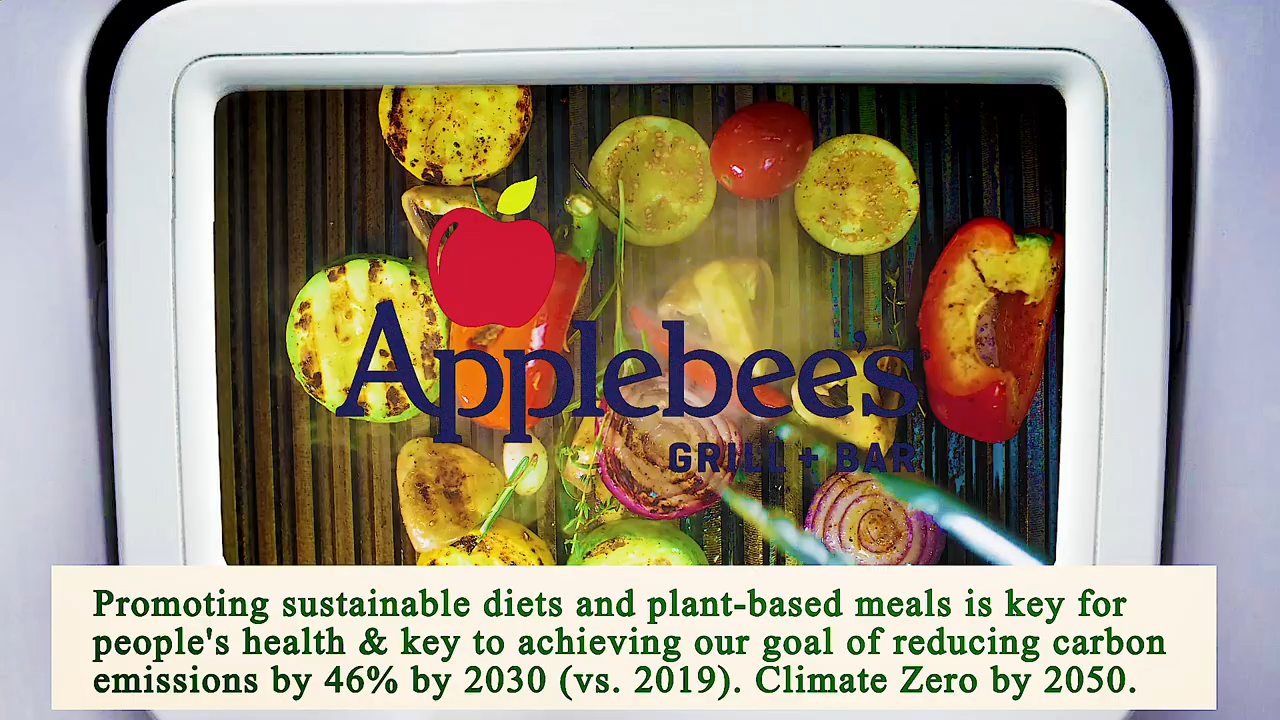 Applebee's
GRILL + BAR
Promoting sustainable diets and plant-based meals is key for
people's health & key to achieving our goal of reducing carbon
emissions by 46% by 2030 (vs. 2019). Climate Zero by 2050.